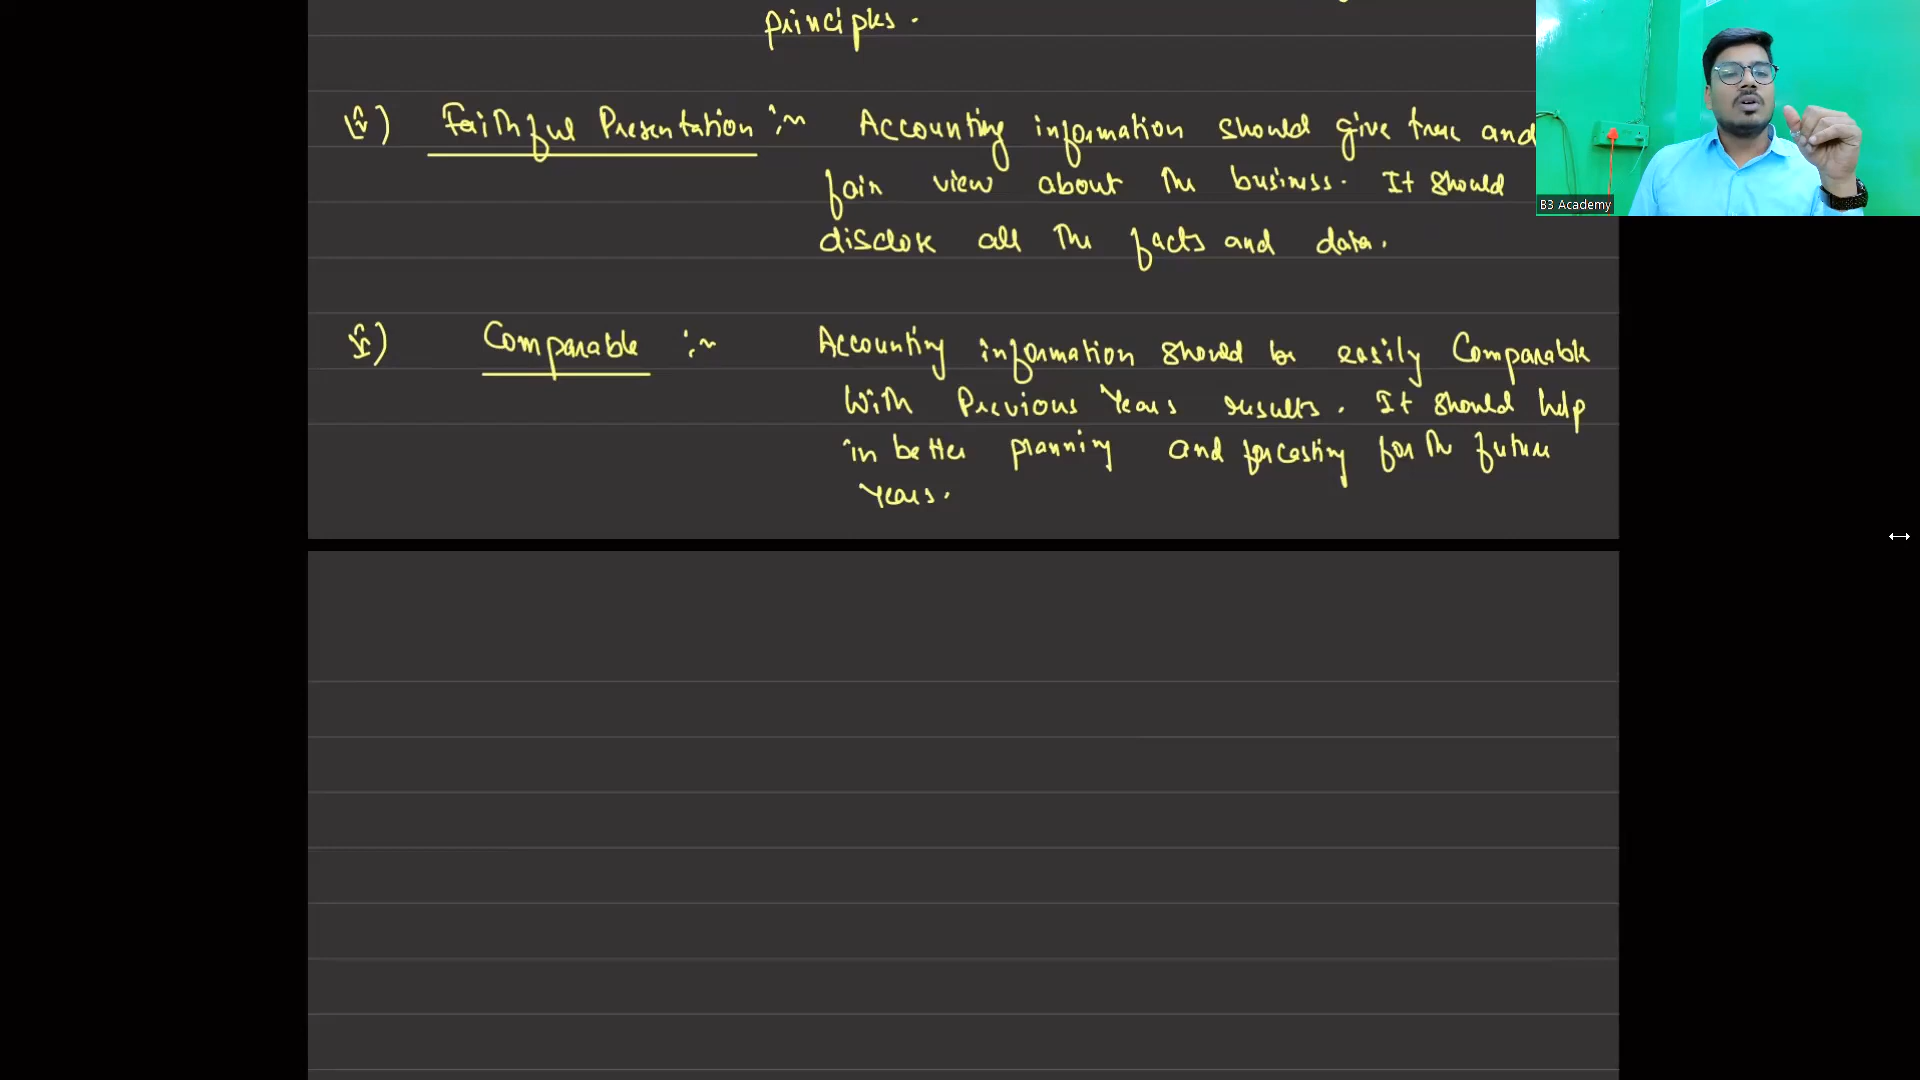 principles.
v) Faithful Presentation :~ Accounting information should give true and
fair view about the business. It should
disclose all the facts and data.
B3 Academy
Comparable :~ Accounting information should be easily Comparable
With Previous Years results. It should help
in better planning and forcasting for the future
Years.